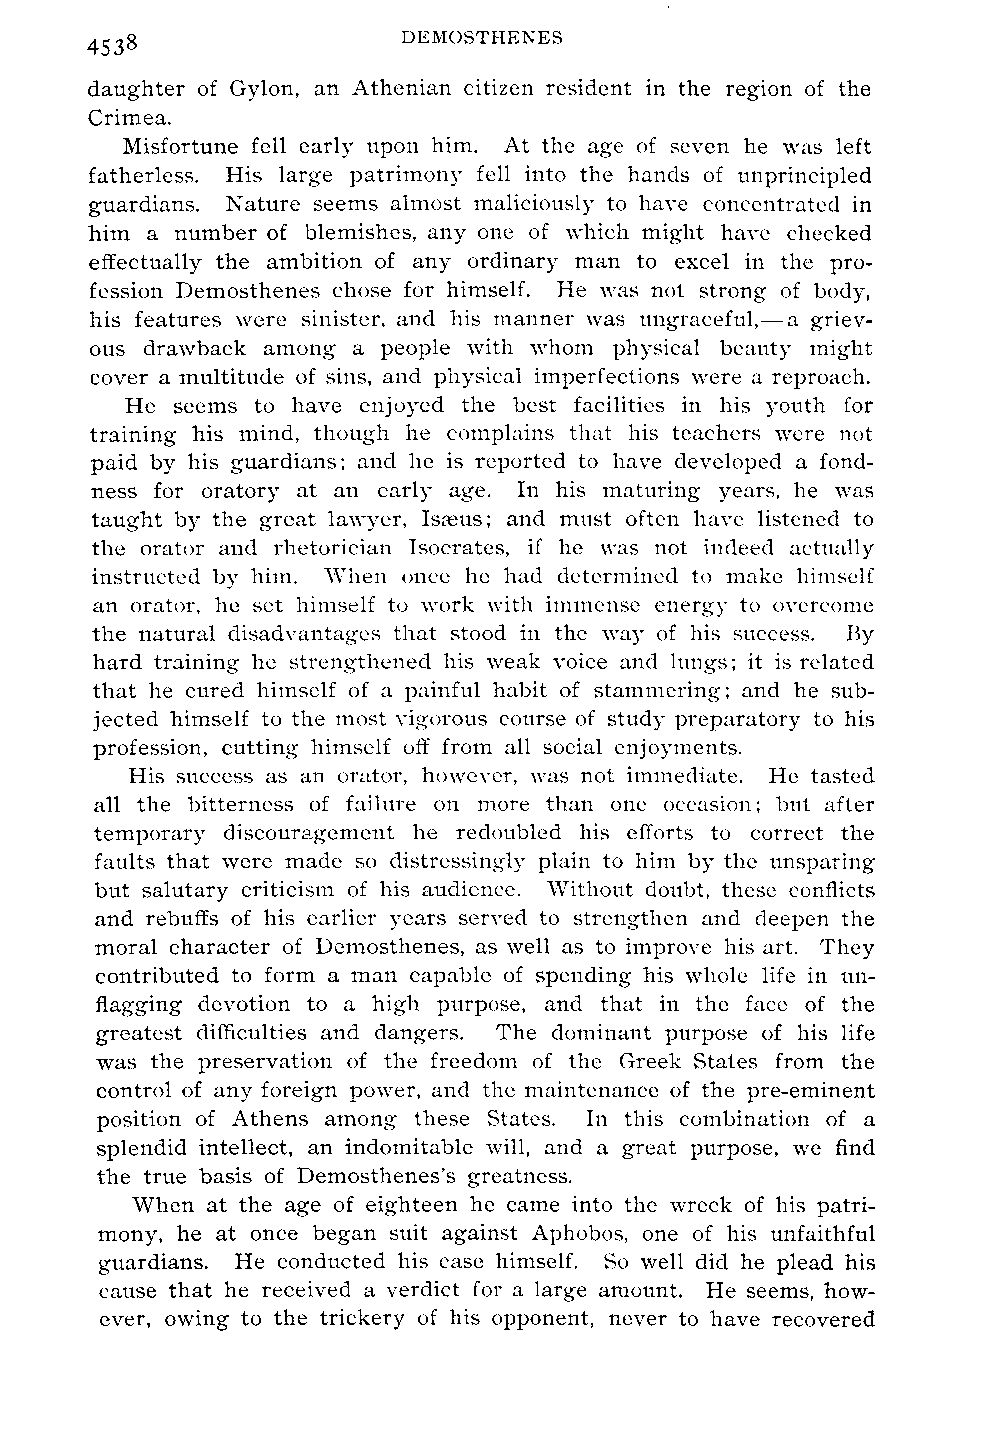 4538
DEMOSTHENES
daughter of Gylon, an Athenian citizen resident in the region of the
Crimea.
Misfortune fell early upon him. At the age of seven he was left
fatherless. His large patrimony fell into the hands of unprincipled
guardians. Nature seems almost maliciously to have concentrated in
him a number of blemishes, any one of which might have checked
effectually the ambition of any ordinary man to excel in the pro-
fession Demosthenes chose for himself. He was not strong of body,
his features were sinister, and his manner was ungraceful,—a griev-
ous drawback among a people with whom physical beauty might
cover a multitude of sins, and physical imperfections were a reproach.
He seems to have enjoyed the best facilities in his youth for
training his mind, though he complains that his teachers were not
paid by his guardians; and he is reported to have developed a fond-
ness for oratory at an early age. In his maturing years, he was
taught by the great lawyer, Isæus; and must often have listened to
the orator and rhetorician Isocrates, if he was not indeed actually
instructed by him. When once he had determined to make himself
an orator, he set himself to work with immense energy to overcome
the natural disadvantages that stood in the way of his success. By
hard training he strengthened his weak voice and lungs; it is related
that he cured himself of a painful habit of stammering; and he sub-
jected himself to the most vigorous course of study preparatory to his
profession, cutting himself off from all social enjoyments.
His success as an orator, however, was not immediate. He tasted
all the bitterness of failure on more than one occasion; but after
temporary discouragement he redoubled his efforts to correct the
faults that were made so distressingly plain to him by the unsparing
but salutary criticism of his audience. Without doubt, these conflicts
and rebuffs of his earlier years served to strengthen and deepen the
moral character of Demosthenes, as well as to improve his art. They
contributed to form a man capable of spending his whole life in un-
flagging devotion to a high purpose, and that in the face of the
greatest difficulties and dangers. The dominant purpose of his life
was the preservation of the freedom of the Greek States from the
control of any foreign power, and the maintenance of the pre-eminent
position of Athens among these States. In this combination of a
splendid intellect, an indomitable will, and a great purpose, we find
the true basis of Demosthenes's greatness.
When at the age of eighteen he came into the wreck of his patri-
mony, he at once began suit against Aphobos, one of his unfaithful
guardians. He conducted his case himself. So well did he plead his
cause that he received a verdict for a large amount. He seems, how-
ever, owing to the trickery of his opponent, never to have recovered